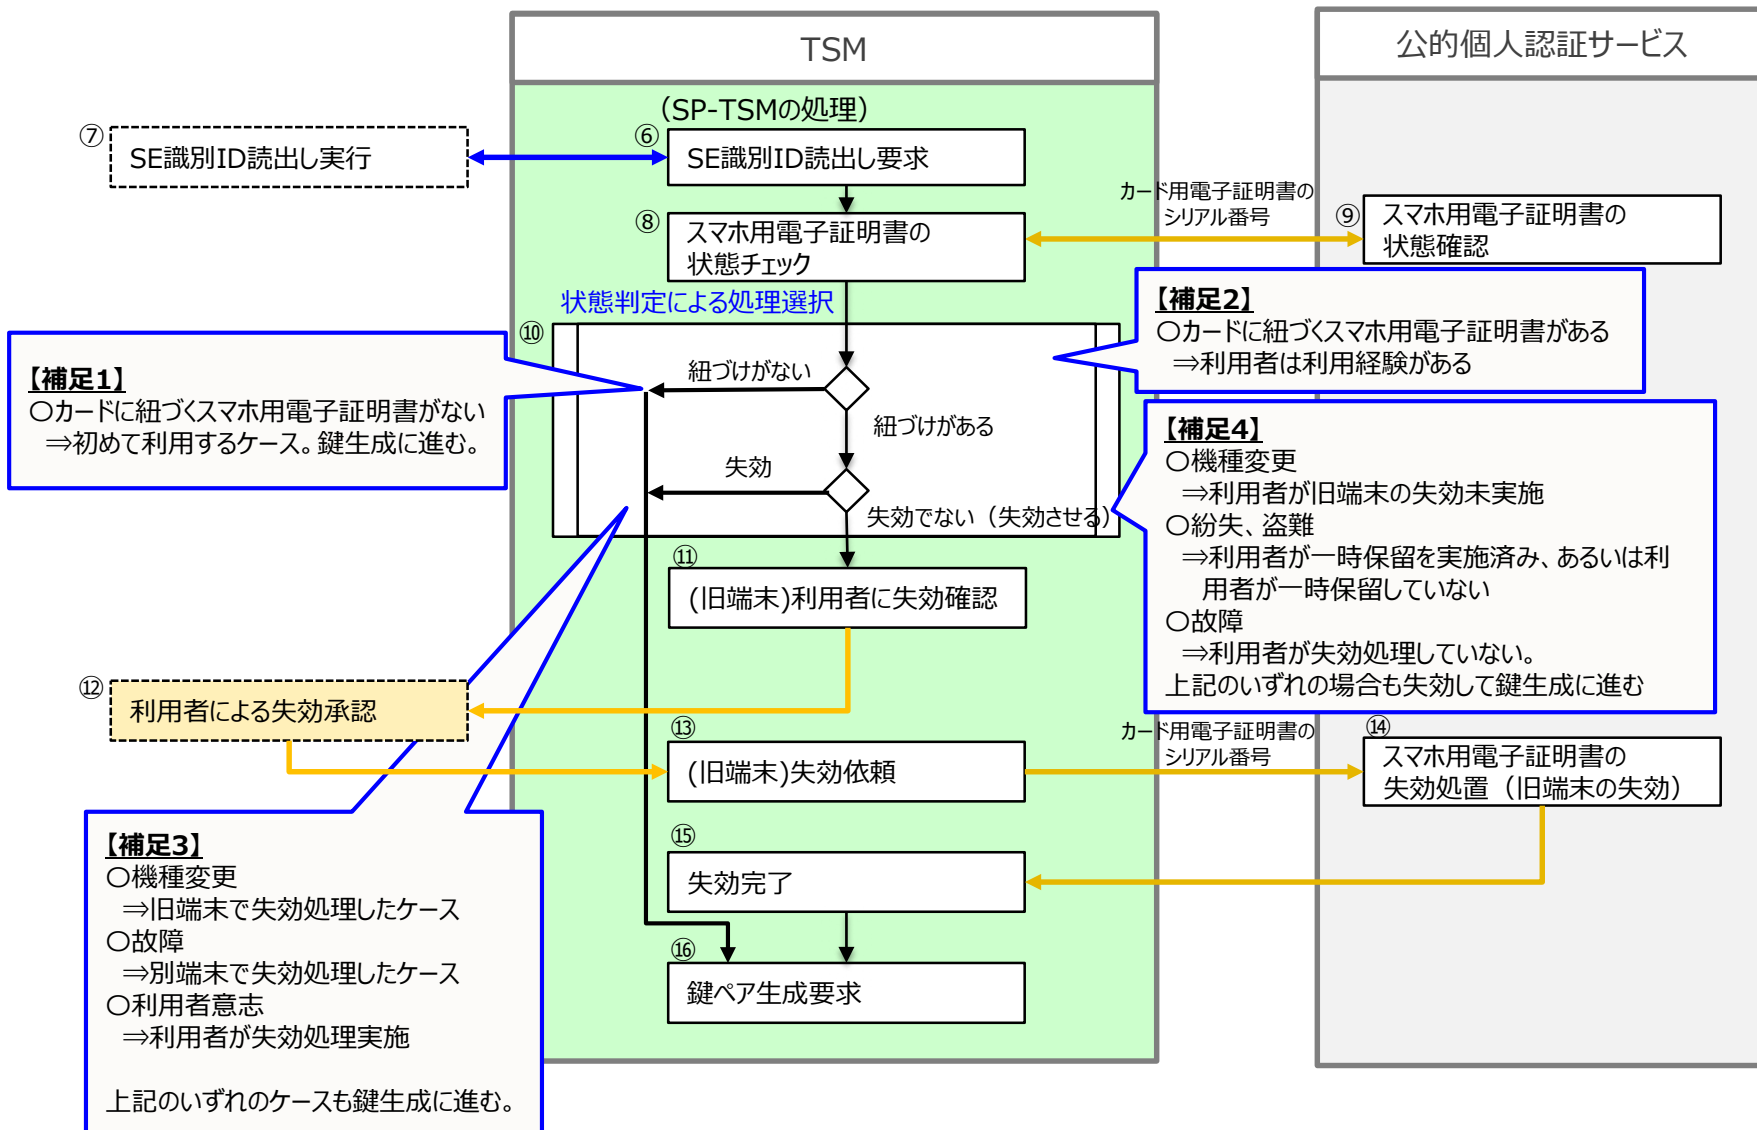 TSM
公的個人認証サービス
（SP-TSMの処理）
⑦
SE識別ID読出し実行
⑥
SE識別ID読出し要求
カード用電子証明書の
シリアル番号
⑧
スマホ用電子証明書の
状態チェック
⑨
スマホ用電子証明書の
状態確認
状態判定による処理選択
⑩
紐づけがない
紐づけがある
失効
失効でない（失効させる）
【補足1】
〇カードに紐づくスマホ用電子証明書がない
⇒初めて利用するケース。鍵生成に進む。
【補足2】
〇カードに紐づくスマホ用電子証明書がある
⇒利用者は利用経験がある
【補足4】
〇機種変更
⇒利用者が旧端末の失効未実施
〇紛失、盗難
⇒利用者が一時保留を実施済み、あるいは利
用者が一時保留していない
〇故障
⇒利用者が失効処理していない。
上記のいずれの場合も失効して鍵生成に進む
⑪
(旧端末)利用者に失効確認
⑫
利用者による失効承認
⑬
(旧端末)失効依頼
カード用電子証明書の
シリアル番号
⑭
スマホ用電子証明書の
失効処置（旧端末の失効）
⑮
失効完了
⑯
鍵ペア生成要求
【補足3】
〇機種変更
⇒旧端末で失効処理したケース
〇故障
⇒別端末で失効処理したケース
〇利用者意志
⇒利用者が失効処理実施
上記のいずれのケースも鍵生成に進む。